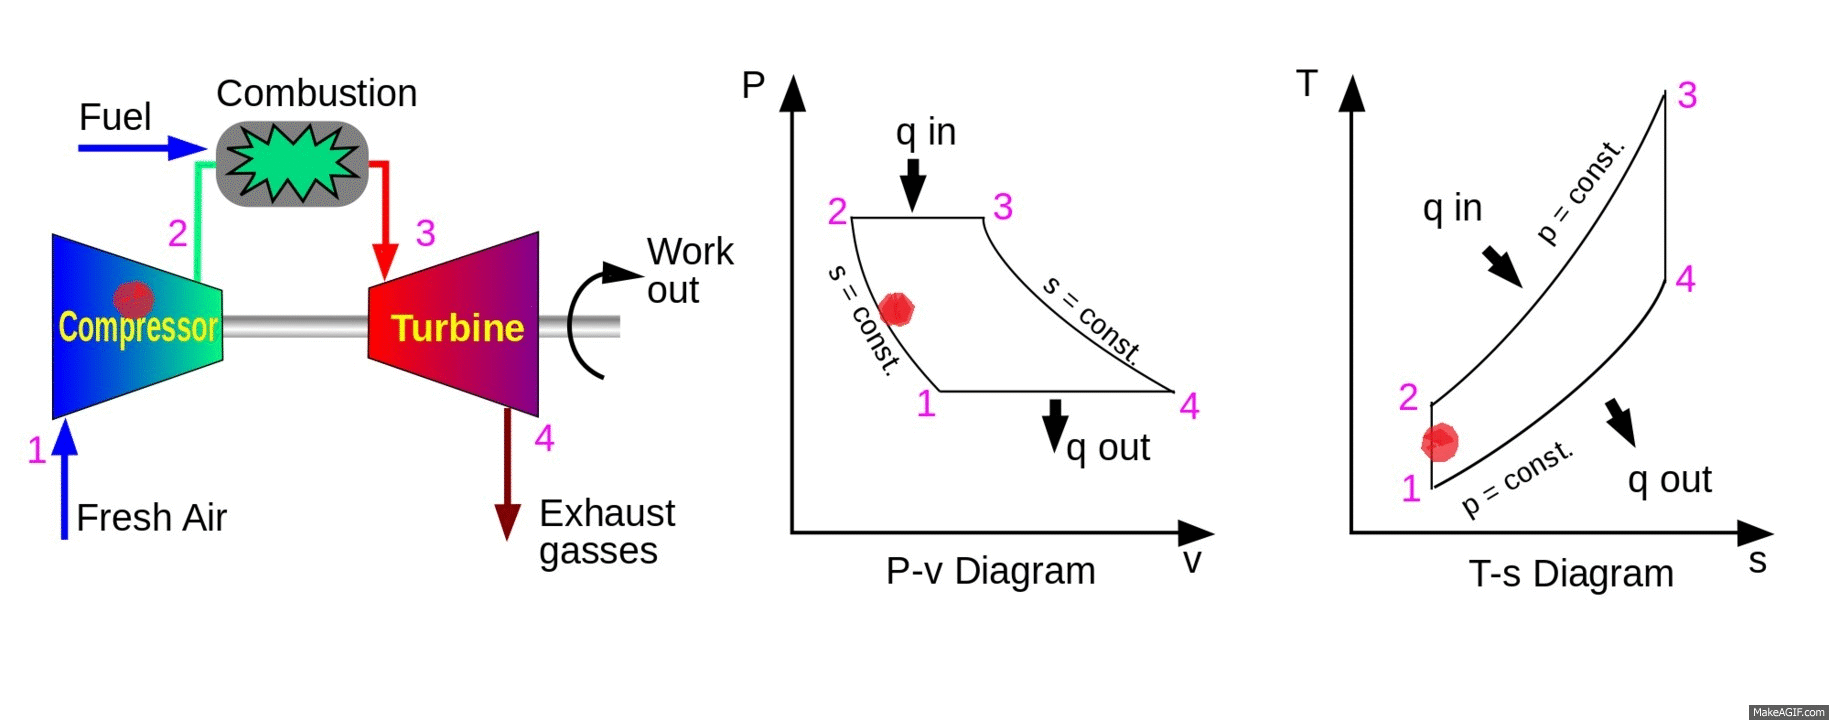 Fuel
Combustion
2
3
Compressor
Turbine
Work
out
1
Fresh Air
4
Exhaust
gasses
P
q in
2
3
s = const.
s = const.
1
4
q out
v
P-v Diagram
T
3
p = const.
q in
4
2
1
p = const.
q out
s
T-s Diagram
MakeAGIF.com